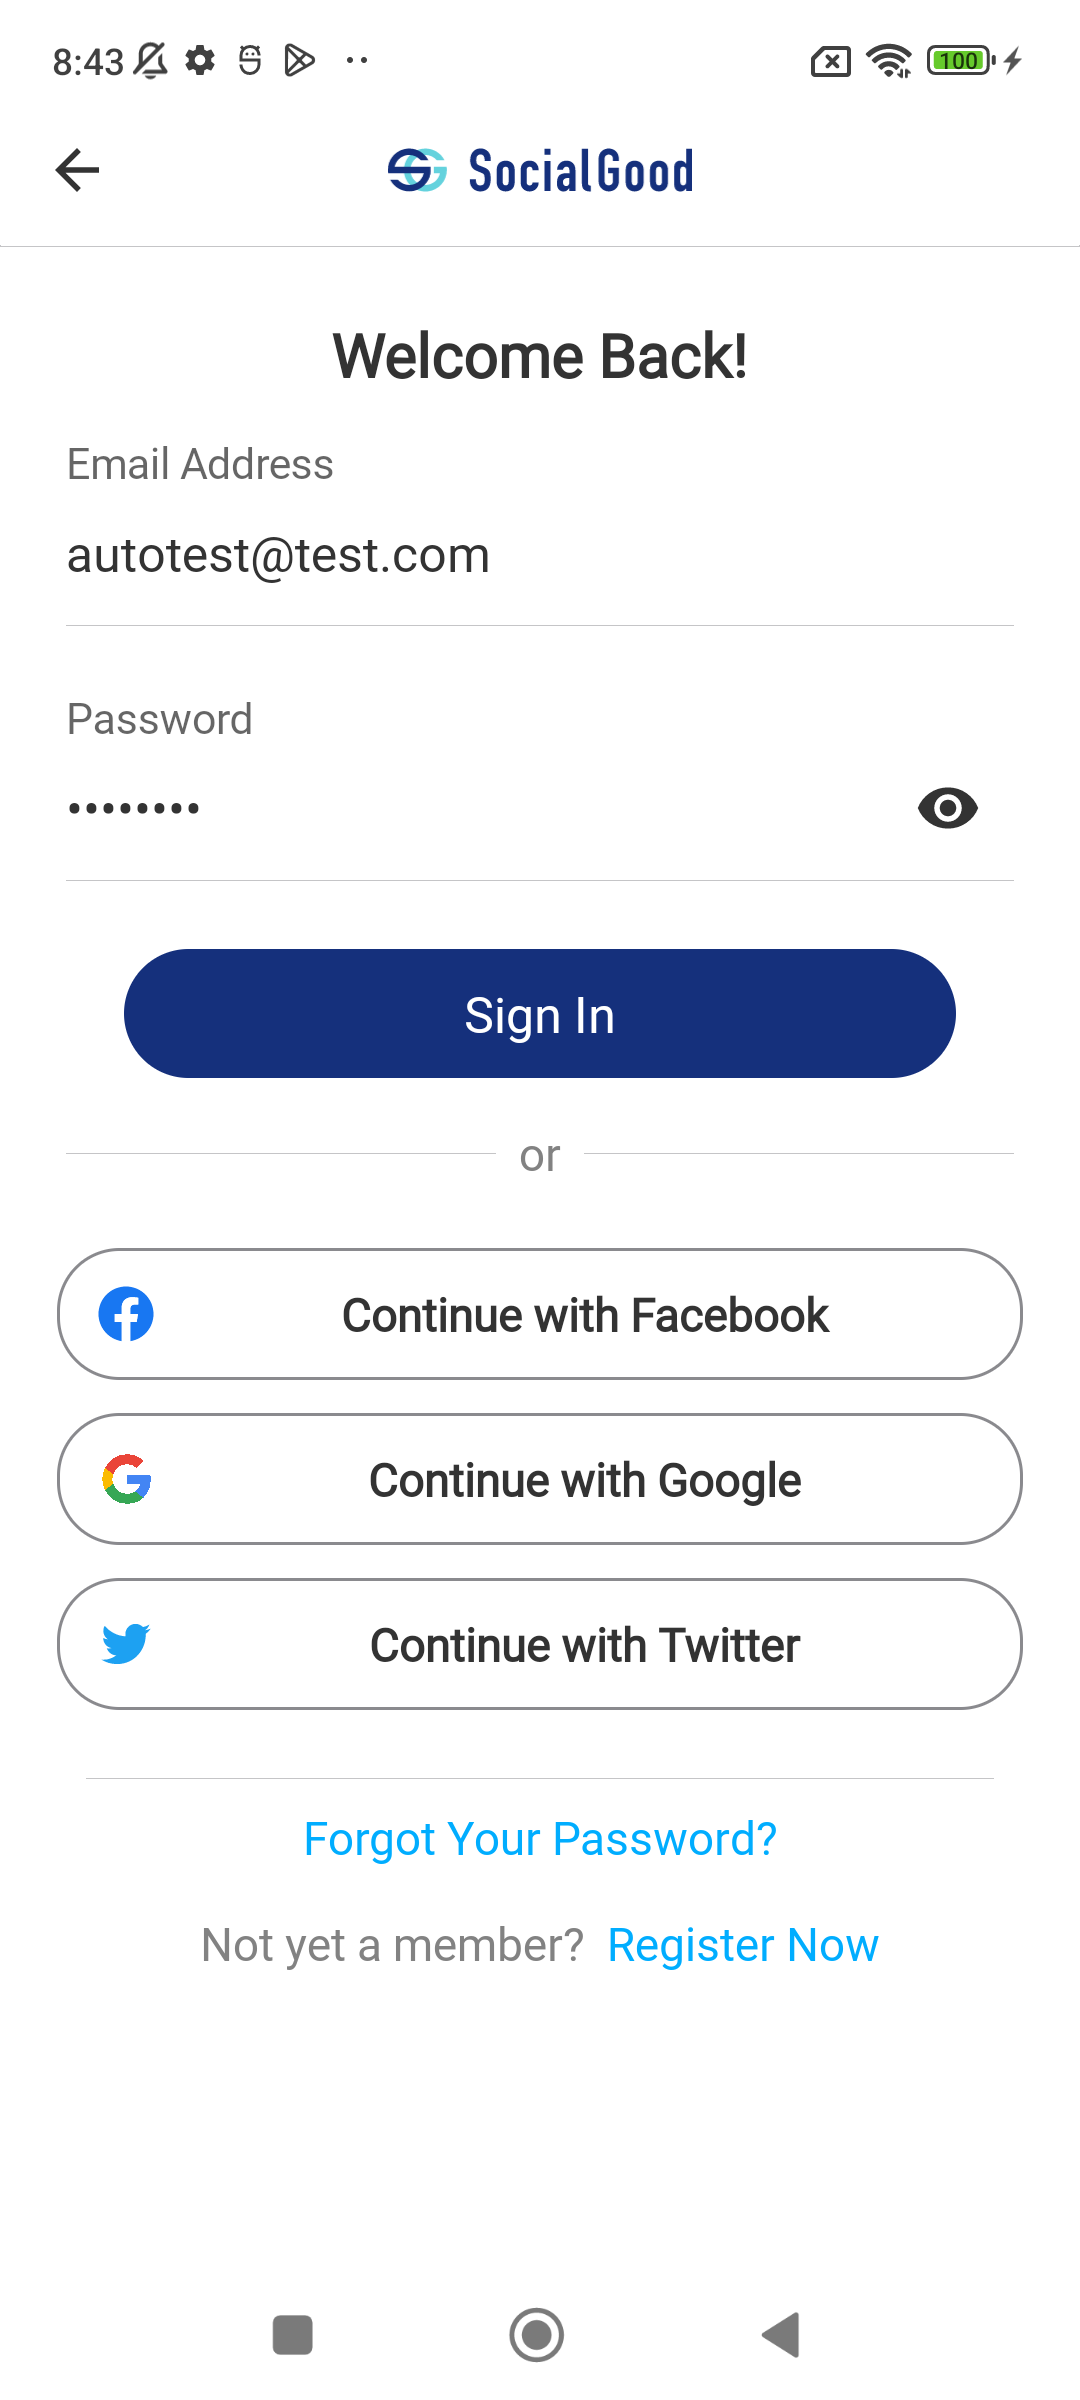 8:43
100
SocialGood
Welcome Back!
Email Address
autotest@test.com
Password
••••••••
Sign In
or
Continue with Facebook
Continue with Google
Continue with Twitter
Forgot Your Password?
Not yet a member? Register Now